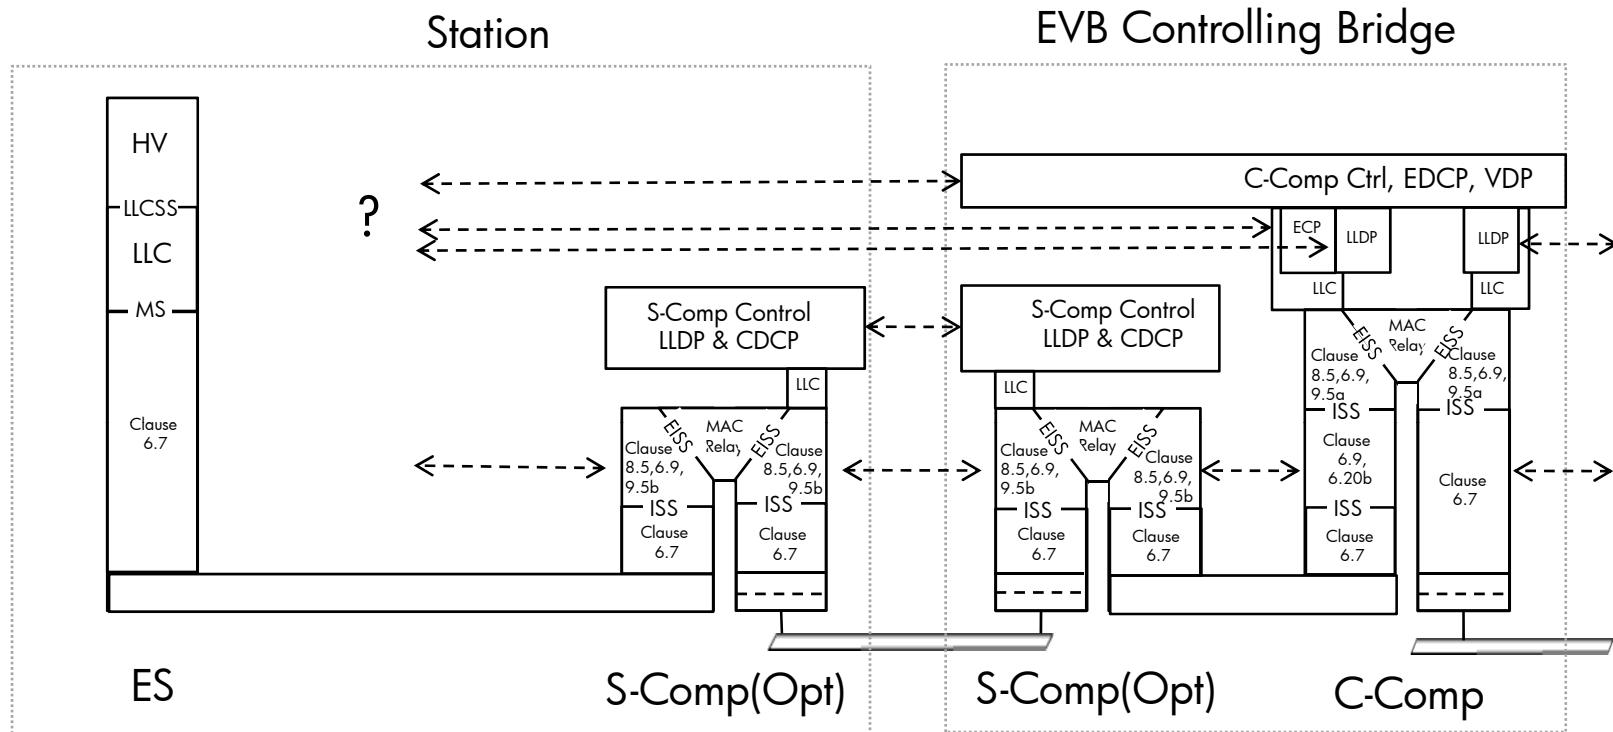 Station
EVB Controlling Bridge
HV
LLCSS
LLC
MS
Clause
6.7
?
C-Comp Ctrl, EDCP, VDP
ECP
LLDP
LLDP
LLC
LLC
S-Comp Control
LLDP & CDCP
LLC
S-Comp Control
LLDP & CDCP
LLC
MAC
Relay
EISS
EISS
Clause
8.5,6.9,
9.5b
Clause
8.5,6.9,
9.5b
ISS
ISS
Clause
6.7
Clause
6.7
MAC
Relay
EISS
EISS
Clause
8.5,6.9,
9.5b
Clause
8.5,6.9,
9.5b
ISS
ISS
Clause
6.7
Clause
6.7
MAC
Relay
EISS
EISS
Clause
8.5,6.9,
9.5a
Clause
8.5,6.9,
9.5a
ISS
ISS
Clause
6.9,
6.20b
ISS
Clause
6.7
Clause
6.7
ES
S-Comp(Opt)
S-Comp(Opt)
C-Comp